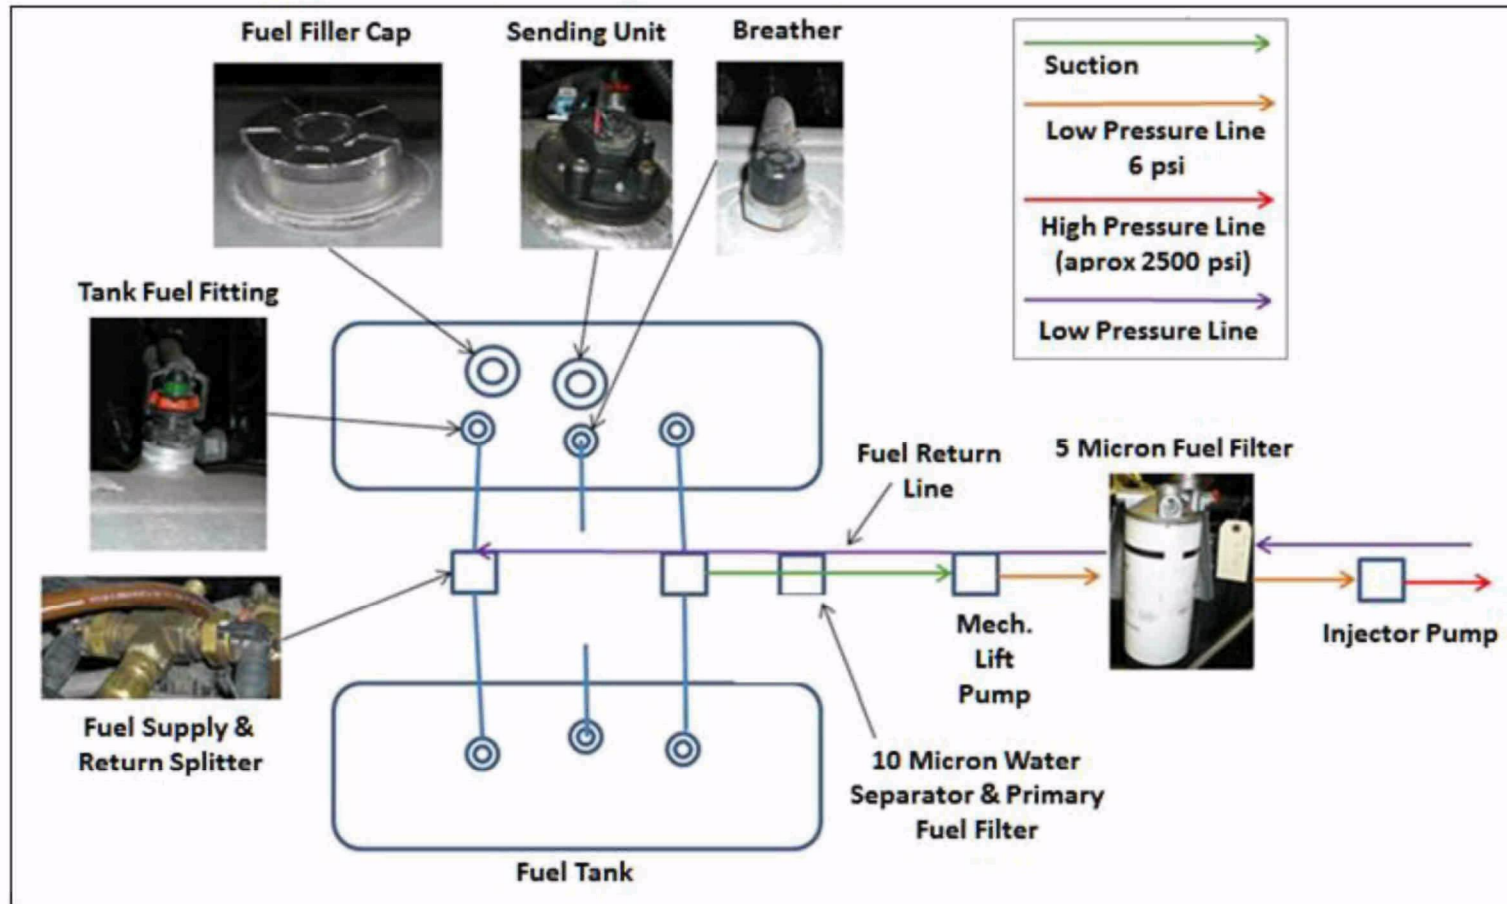 Fuel Filler Cap
Sending Unit
Breather
Suction
Low Pressure Line
6 psi
High Pressure Line
(aprox 2500 psi)
Low Pressure Line
Tank Fuel Fitting
Fuel Return
Line
5 Micron Fuel Filter
Mech.
Lift
Pump
Injector Pump
Fuel Supply &
Return Splitter
10 Micron Water
Separator & Primary
Fuel Filter
Fuel Tank